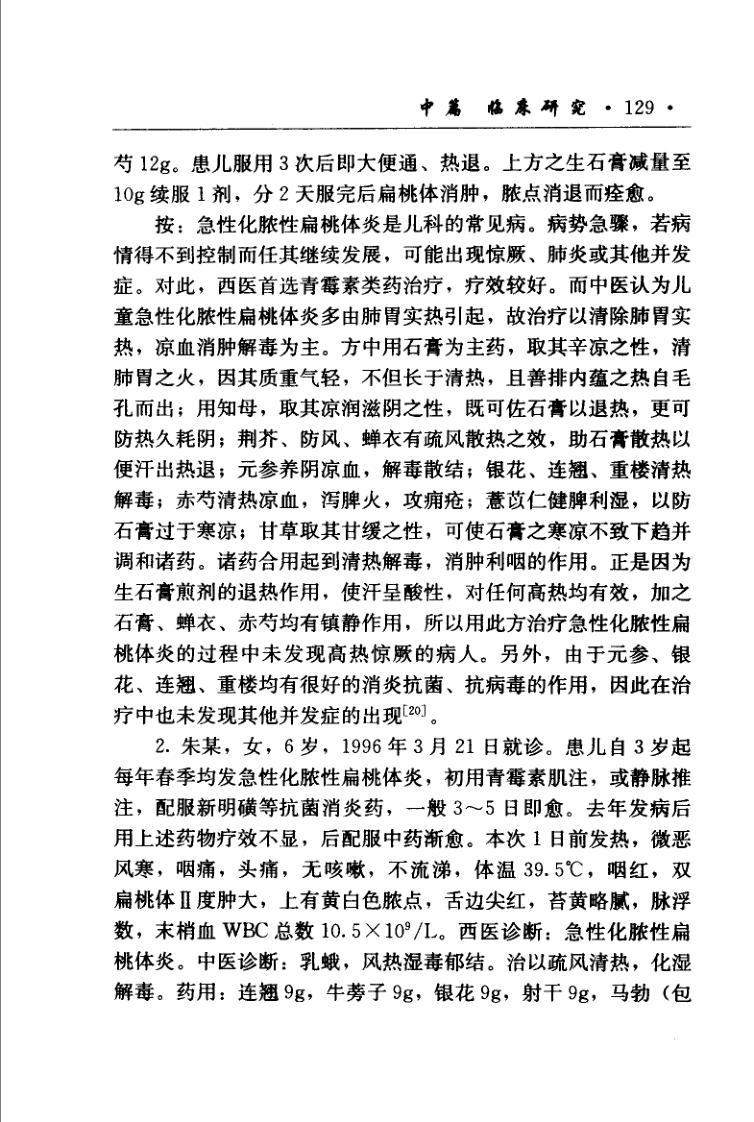 中篇 临床研究 · 129 ·
芍 12g。患儿服用 3 次后即大便通、热退。上方之生石膏减量至
10g 续服 1 剂，分 2 天服完后扁桃体消肿，脓点消退而痊愈。
按：急性化脓性扁桃体炎是儿科的常见病。病势急骤，若病
情得不到控制而任其继续发展，可能出现惊厥、肺炎或其他并发
症。对此，西医首选青霉素类药治疗，疗效较好。而中医认为儿
童急性化脓性扁桃体炎多由肺胃实热引起，故治疗以清除肺胃实
热，凉血消肿解毒为主。方中用石膏为主药，取其辛凉之性，清
肺胃之火，因其质重气轻，不但长于清热，且善排内蕴之热自毛
孔而出；用知母，取其凉润滋阴之性，既可佐石膏以退热，更可
防热久耗阴；荆芥、防风、蝉衣有疏风散热之效，助石膏散热以
便汗出热退；元参养阴凉血，解毒散结；银花、连翘、重楼清热
解毒；赤芍清热凉血，泻脾火，攻痈疮；薏苡仁健脾利湿，以防
石膏过于寒凉；甘草取其甘缓之性，可使石膏之寒凉不致下趋并
调和诸药。诸药合用起到清热解毒，消肿利咽的作用。正是因为
生石膏煎剂的退热作用，使汗呈酸性，对任何高热均有效，加之
石膏、蝉衣、赤芍均有镇静作用，所以用此方治疗急性化脓性扁
桃体炎的过程中未发现高热惊厥的病人。另外，由于元参、银
花、连翘、重楼均有很好的消炎抗菌、抗病毒的作用，因此在治
疗中也未发现其他并发症的出现[20]。
2. 朱某，女，6 岁，1996 年 3 月 21 日就诊。患儿自 3 岁起
每年春季均发急性化脓性扁桃体炎，初用青霉素肌注，或静脉推
注，配服新明磺等抗菌消炎药，一般 3～5 日即愈。去年发病后
用上述药物疗效不显，后配服中药渐愈。本次 1 日前发热，微恶
风寒，咽痛，头痛，无咳嗽，不流涕，体温 39.5℃，咽红，双
扁桃体Ⅱ度肿大，上有黄白色脓点，舌边尖红，苔黄略腻，脉浮
数，末梢血 WBC 总数 10.5×10⁹/L。西医诊断：急性化脓性扁
桃体炎。中医诊断：乳蛾，风热湿毒郁结。治以疏风清热，化湿
解毒。药用：连翘 9g，牛蒡子 9g，银花 9g，射干 9g，马勃（包